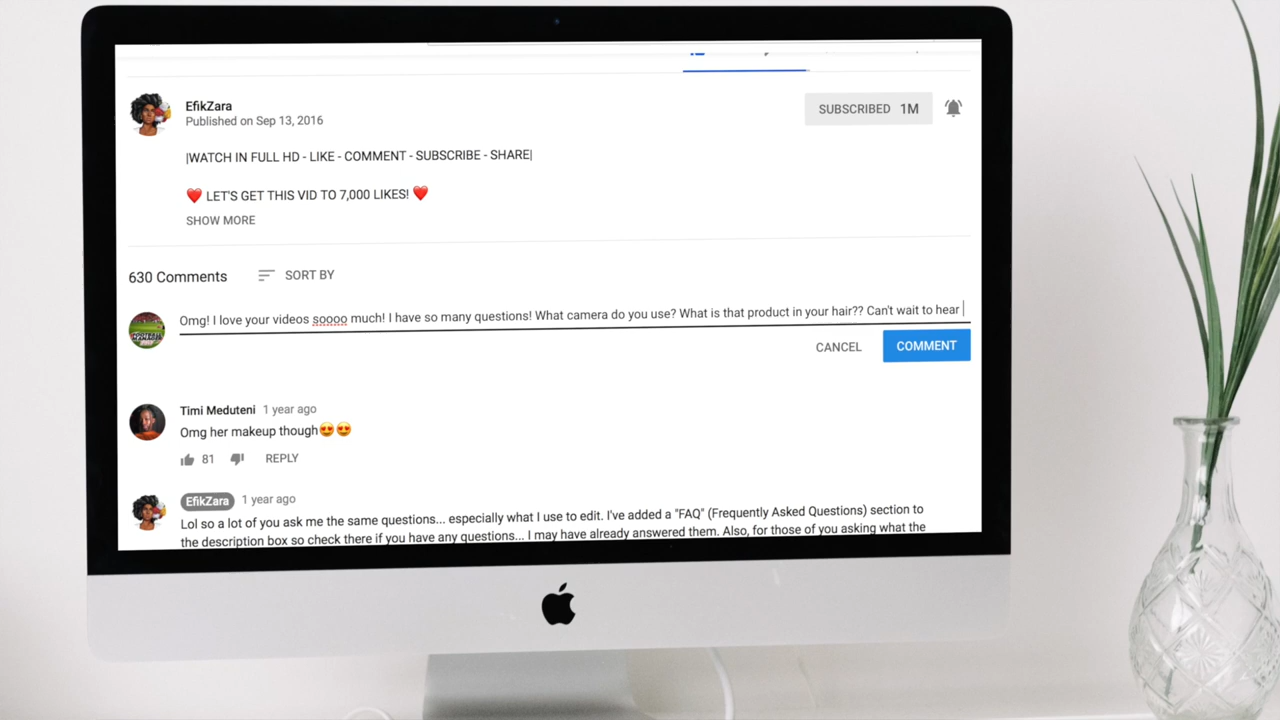 EfikZara
Published on Sep 13, 2016
SUBSCRIBED 1M
|WATCH IN FULL HD - LIKE - COMMENT - SUBSCRIBE - SHARE|
❤️ LET'S GET THIS VID TO 7,000 LIKES! ❤️
SHOW MORE
630 Comments
SORT BY
Omg! I love your videos soooo much! I have so many questions! What camera do you use? What is that product in your hair?? Can't wait to hear
CANCEL
COMMENT
Timi Meduteni 1 year ago
Omg her makeup though😍😍
81
REPLY
EfikZara 1 year ago
Lol so a lot of you ask me the same questions... especially what I use to edit. I've added a "FAQ" (Frequently Asked Questions) section to
the description box so check there if you have any questions... I may have already answered them. Also, for those of you asking what the